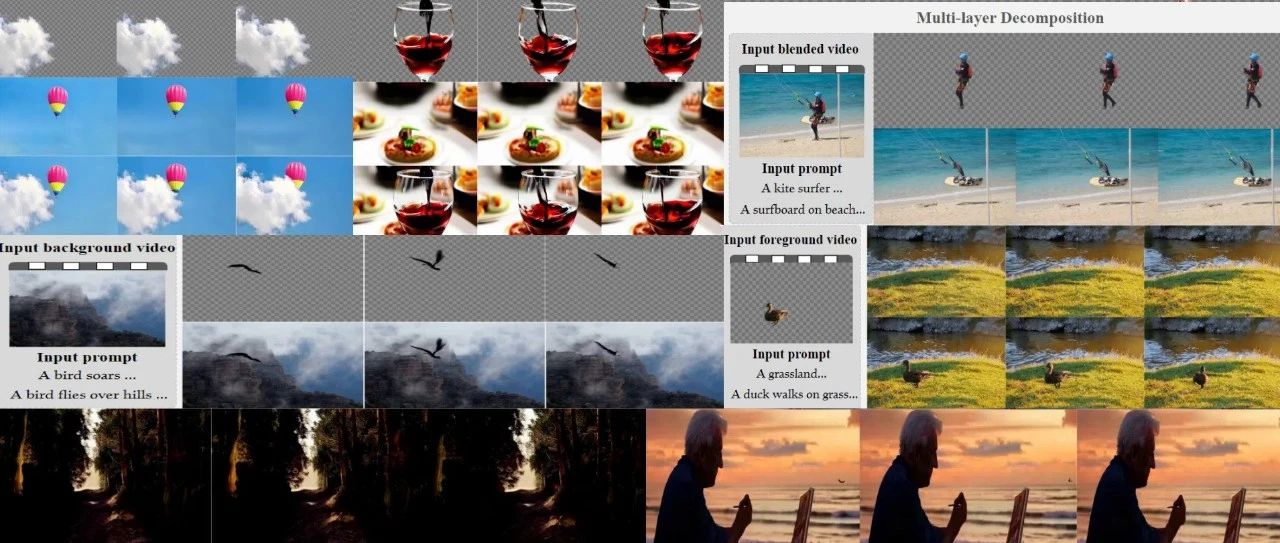 Multi-layer Decomposition
Input blended video
Input prompt
A kite surfer ...
A surfboard on beach...
Input background video
Input prompt
A bird soars ...
A bird flies over hills ...
Input foreground video
Input prompt
A grassland...
A duck walks on grass...